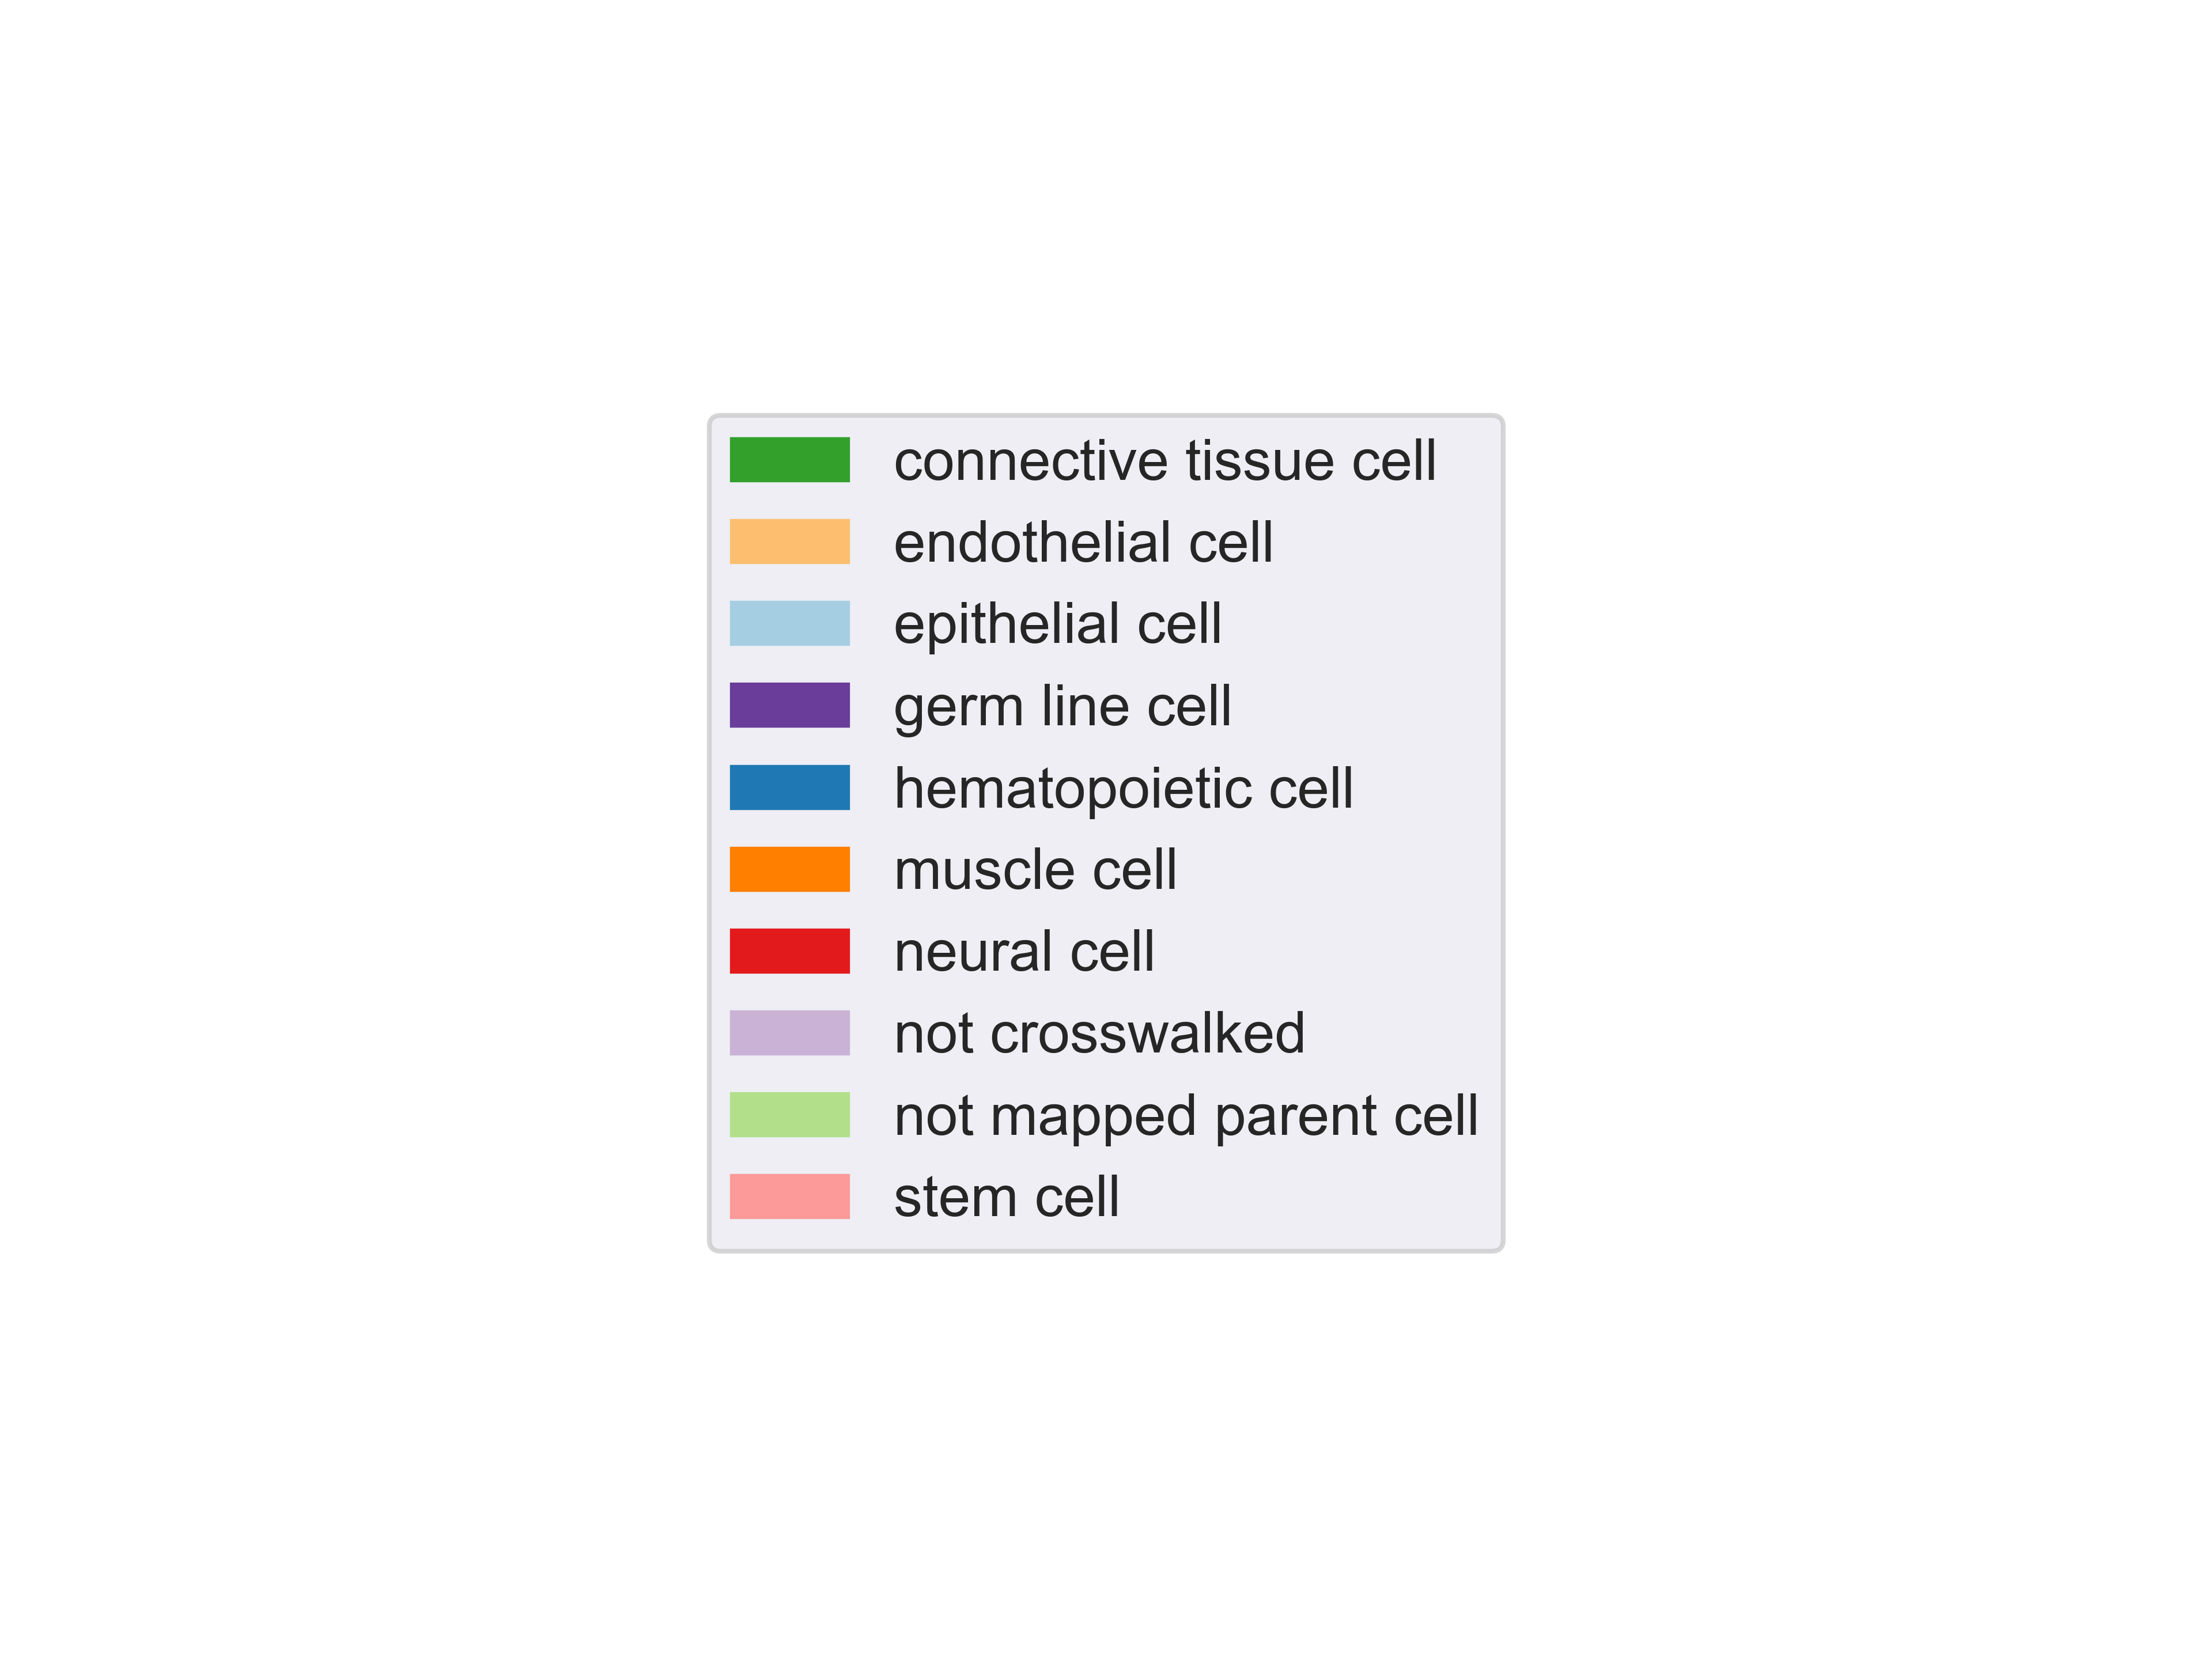 connective tissue cell
endothelial cell
epithelial cell
germ line cell
hematopoietic cell
muscle cell
neural cell
not crosswalked
not mapped parent cell
stem cell